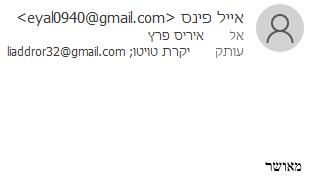 אייל פינס <eyal0940@gmail.com>
אל איריס פרץ
עותק יקרת טויטו; liaddror32@gmail.com
מאושר